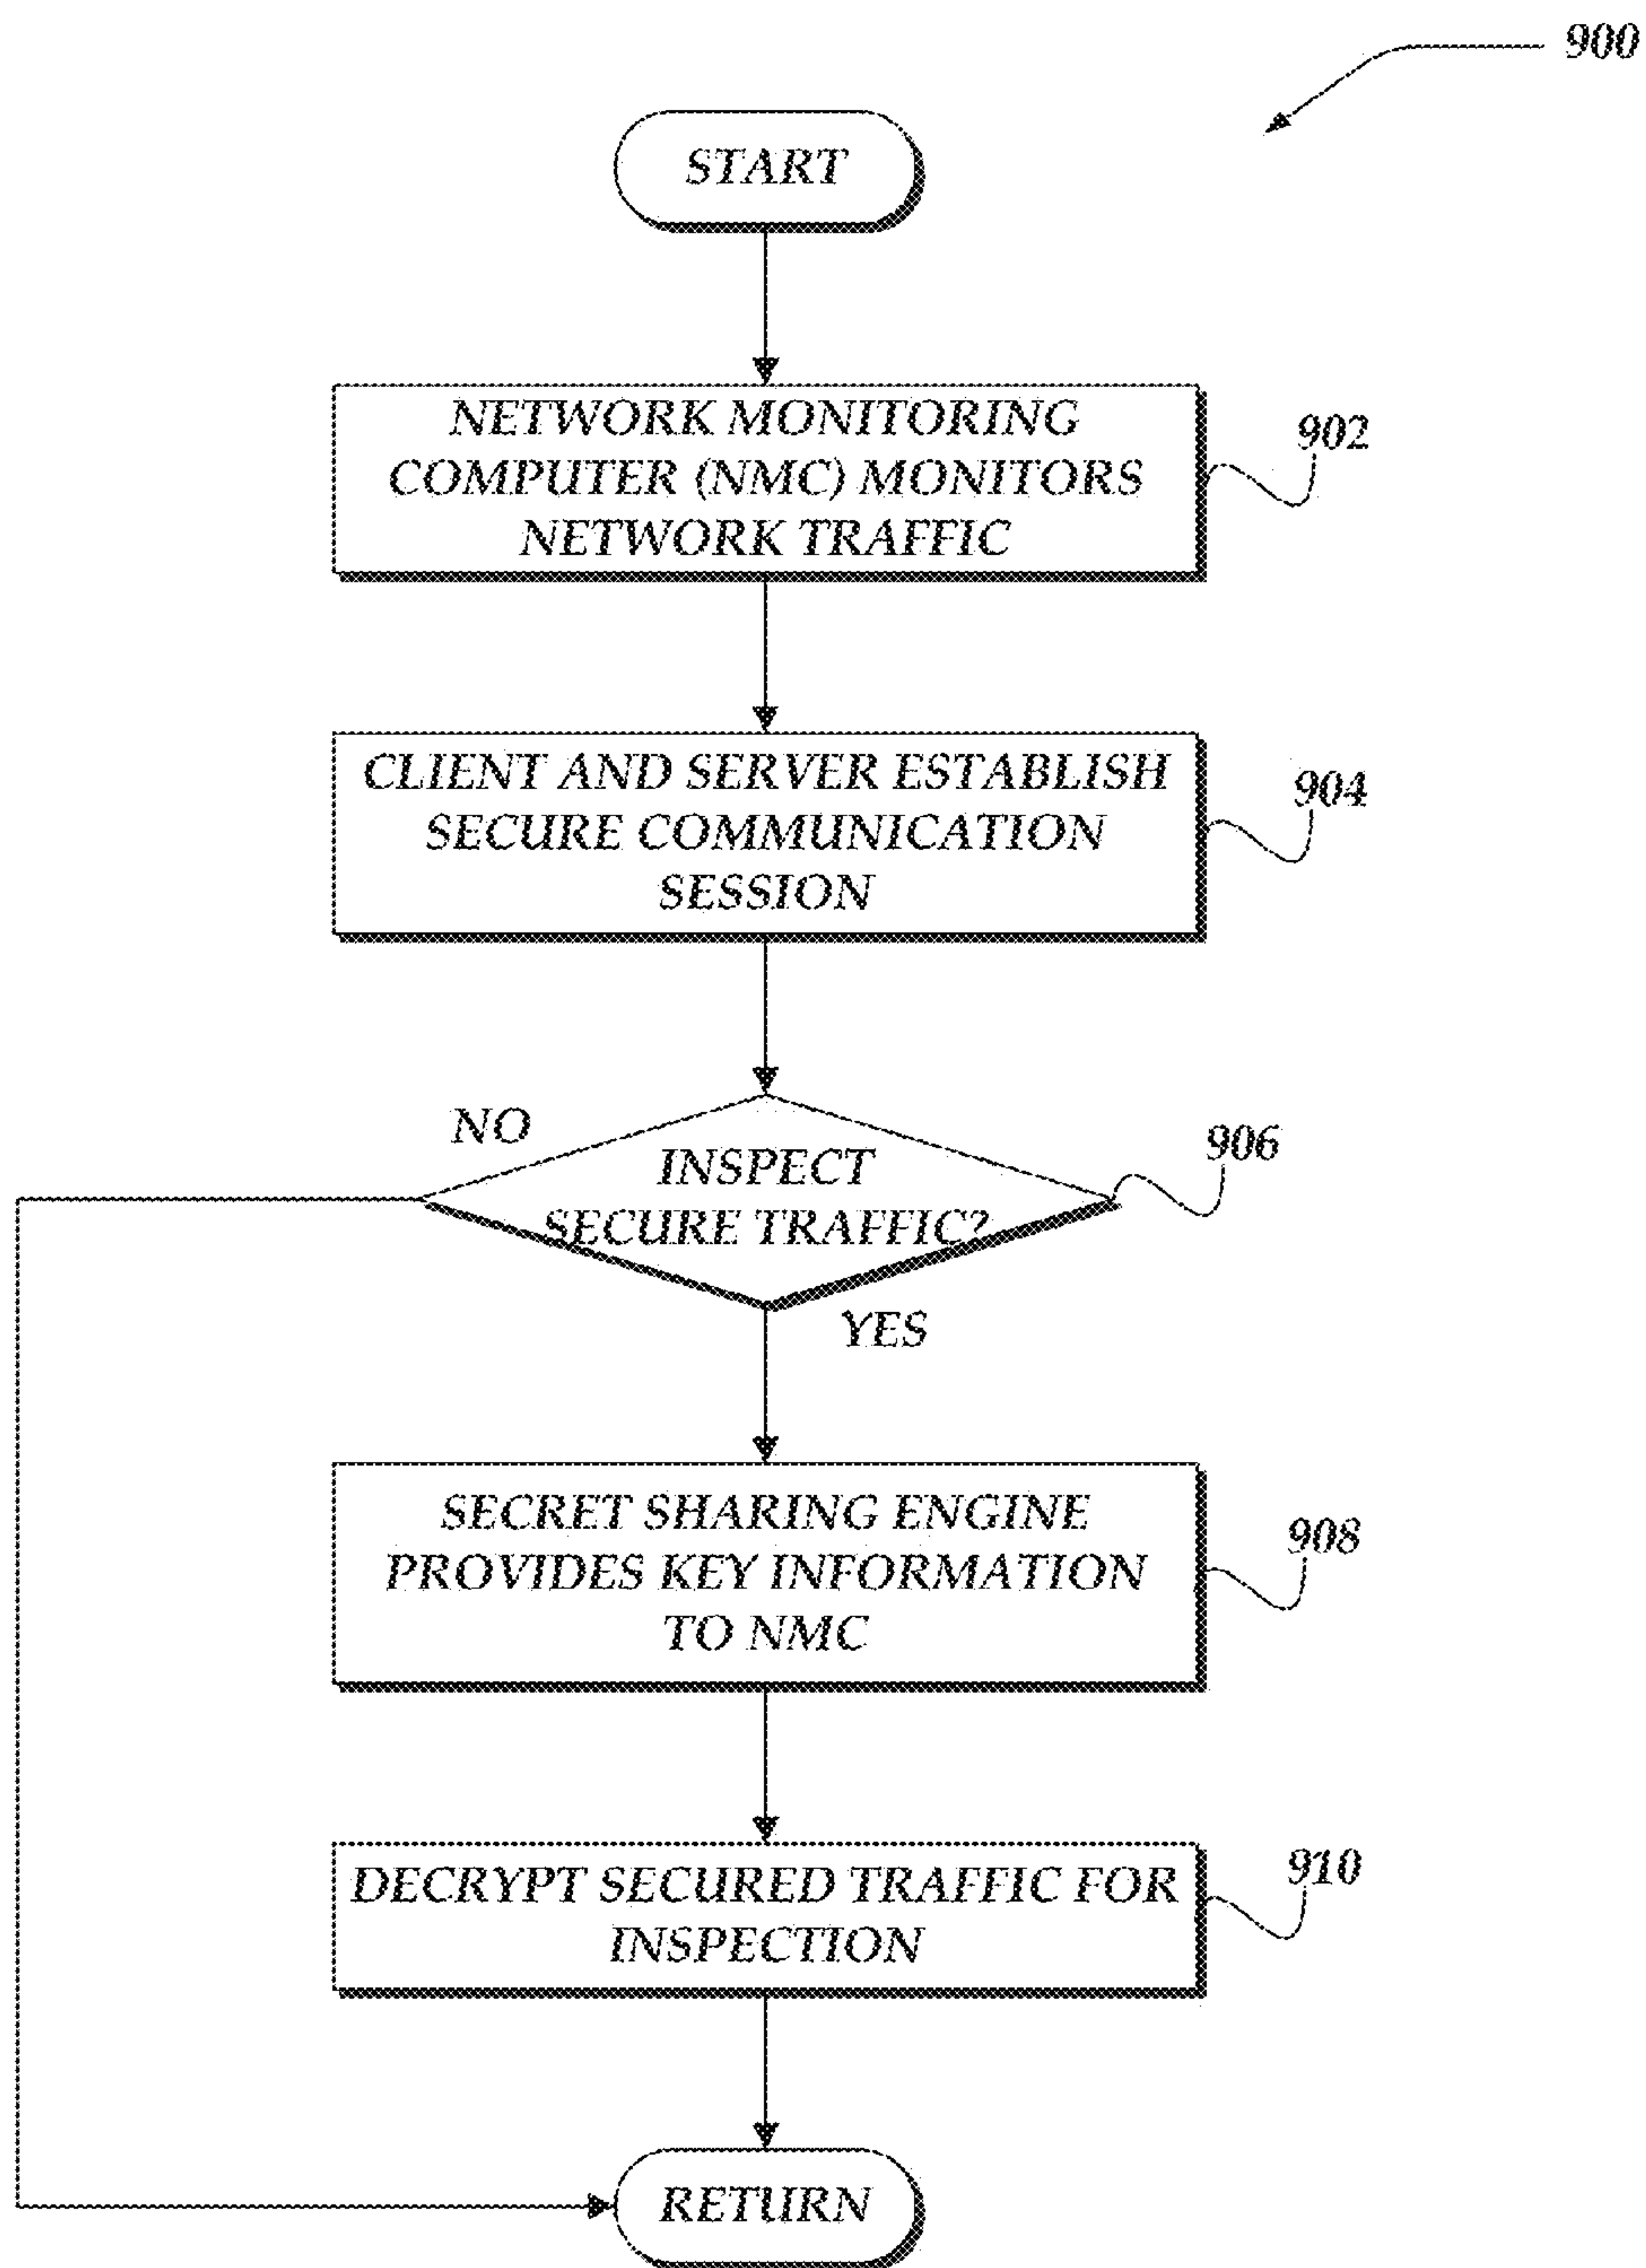 900
START
NETWORK MONITORING
COMPUTER (NMC) MONITORS
NETWORK TRAFFIC
902
CLIENT AND SERVER ESTABLISH
SECURE COMMUNICATION
SESSION
904
NO
INSPECT
SECURE TRAFFIC?
906
YES
SECRET SHARING ENGINE
PROVIDES KEY INFORMATION
TO NMC
908
DECRYPT SECURED TRAFFIC FOR
INSPECTION
910
RETURN